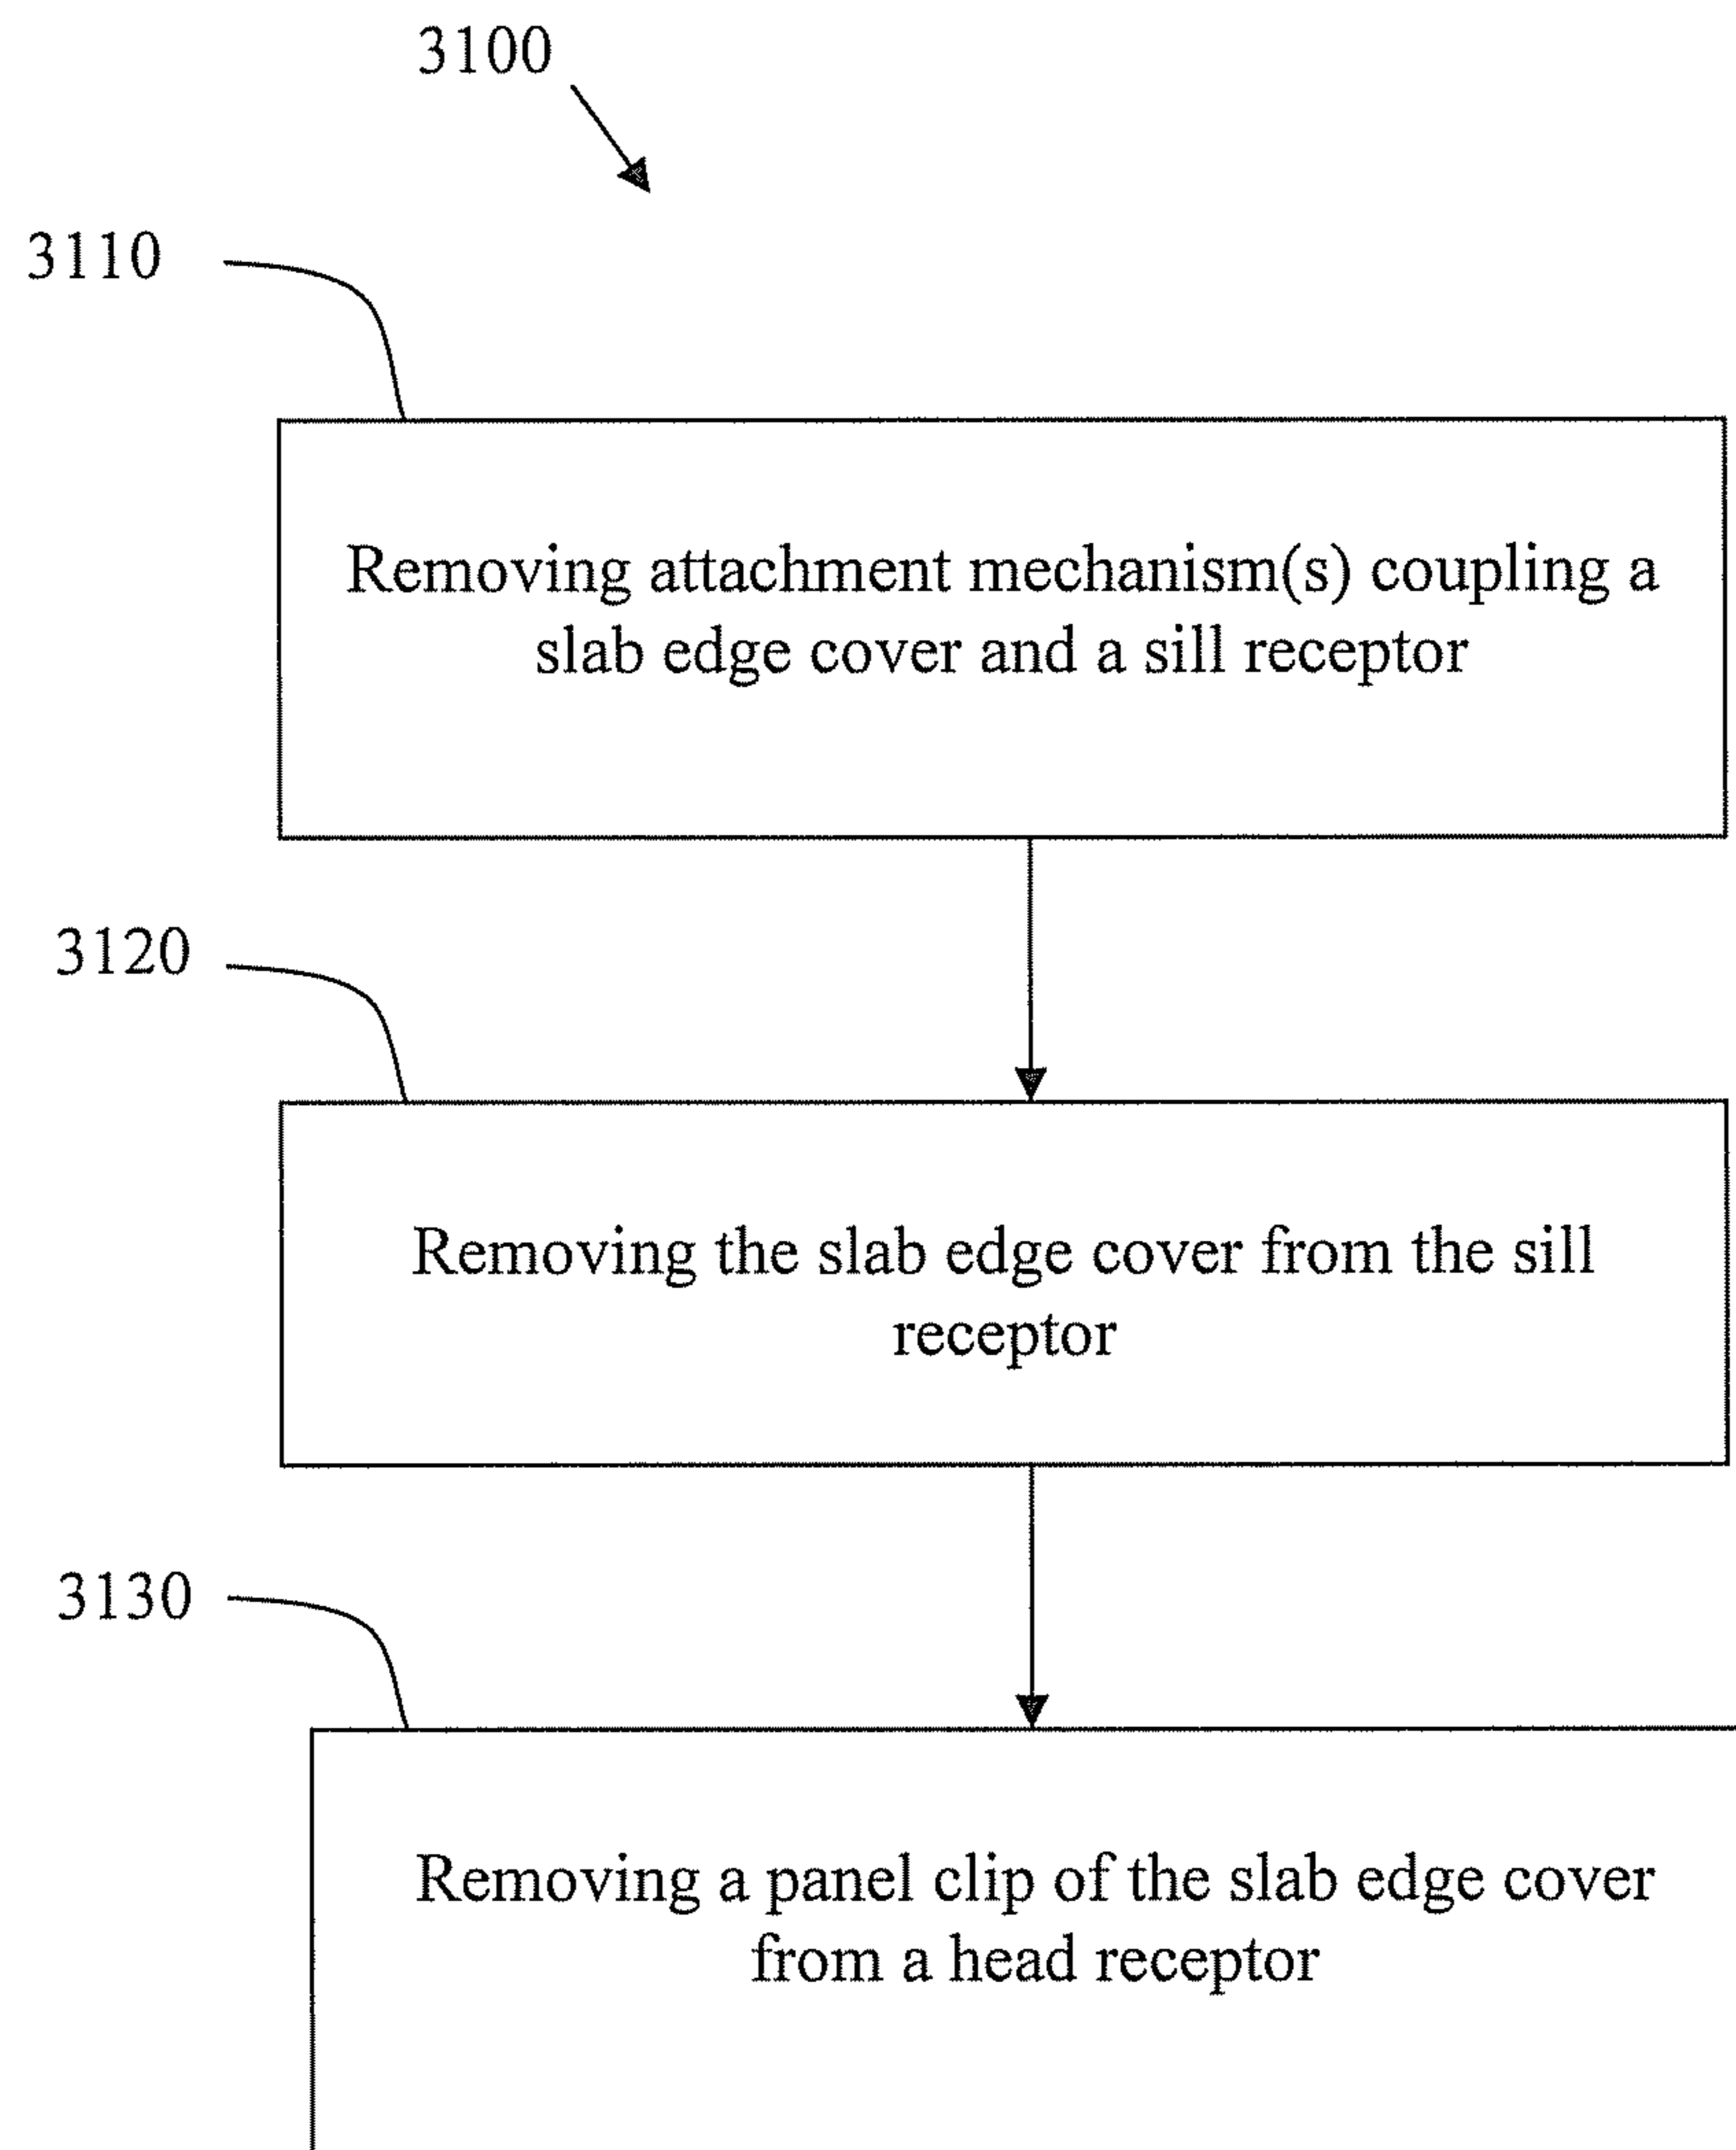 3100
3110
Removing attachment mechanism(s) coupling a
slab edge cover and a sill receptor
3120
Removing the slab edge cover from the sill
receptor
3130
Removing a panel clip of the slab edge cover
from a head receptor